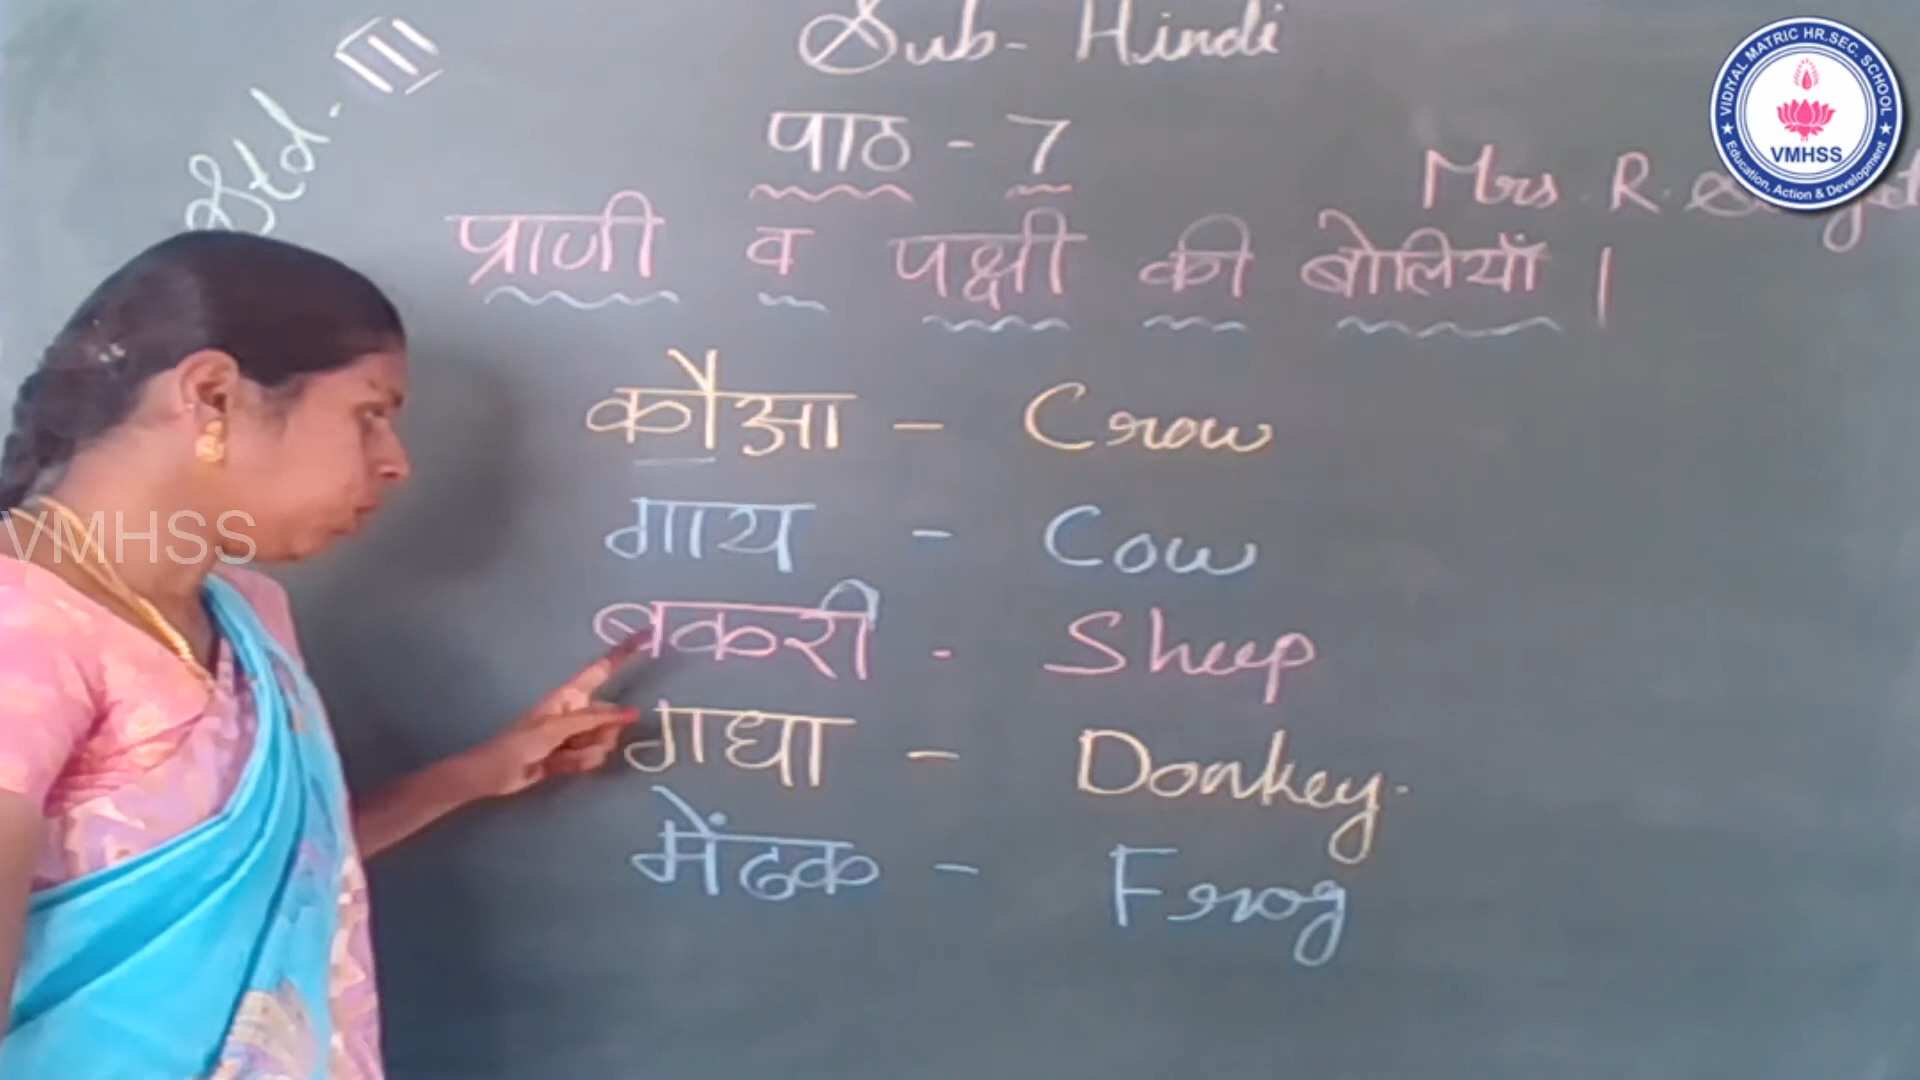 Std - III
Sub - Hindi
पाठ - 7
Mrs. R.
प्राणी व पक्षी की बोलियाँ ।
कौआ - Crow
गाय - Cow
बकरी - Sheep
गधा - Donkey.
मेंढक - Frog
VIDIYAL MATRIC HR.SEC. SCHOOL
VMHSS
Education, Action & Development
VMHSS